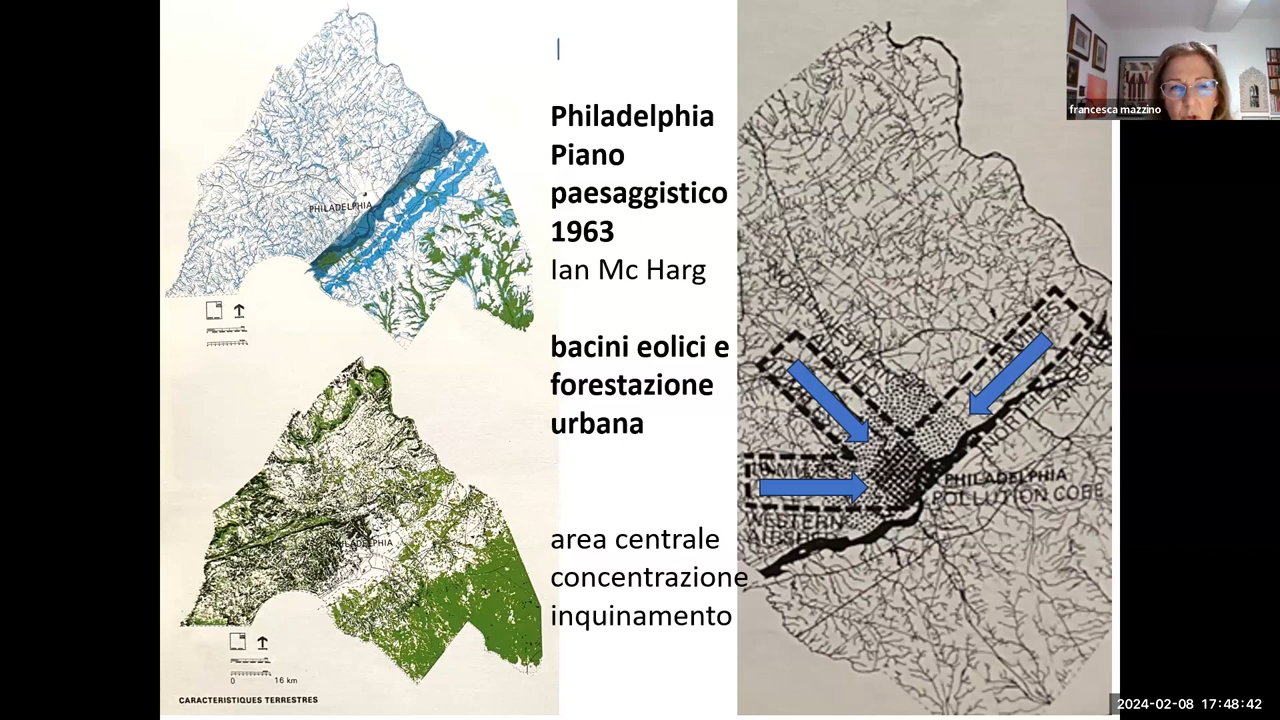 Philadelphia
Piano
paesaggistico
1963
Ian Mc Harg
bacini eolici e
forestazione
urbana
area centrale
concentrazione
inquinamento
PHILADELPHIA
0 16 km
CARACTERISTIQUES TERRESTRES
PHILADELPHIA
POLLUTION CORE
WESTERN
francesca mazzino
2024-02-08 17:48:42